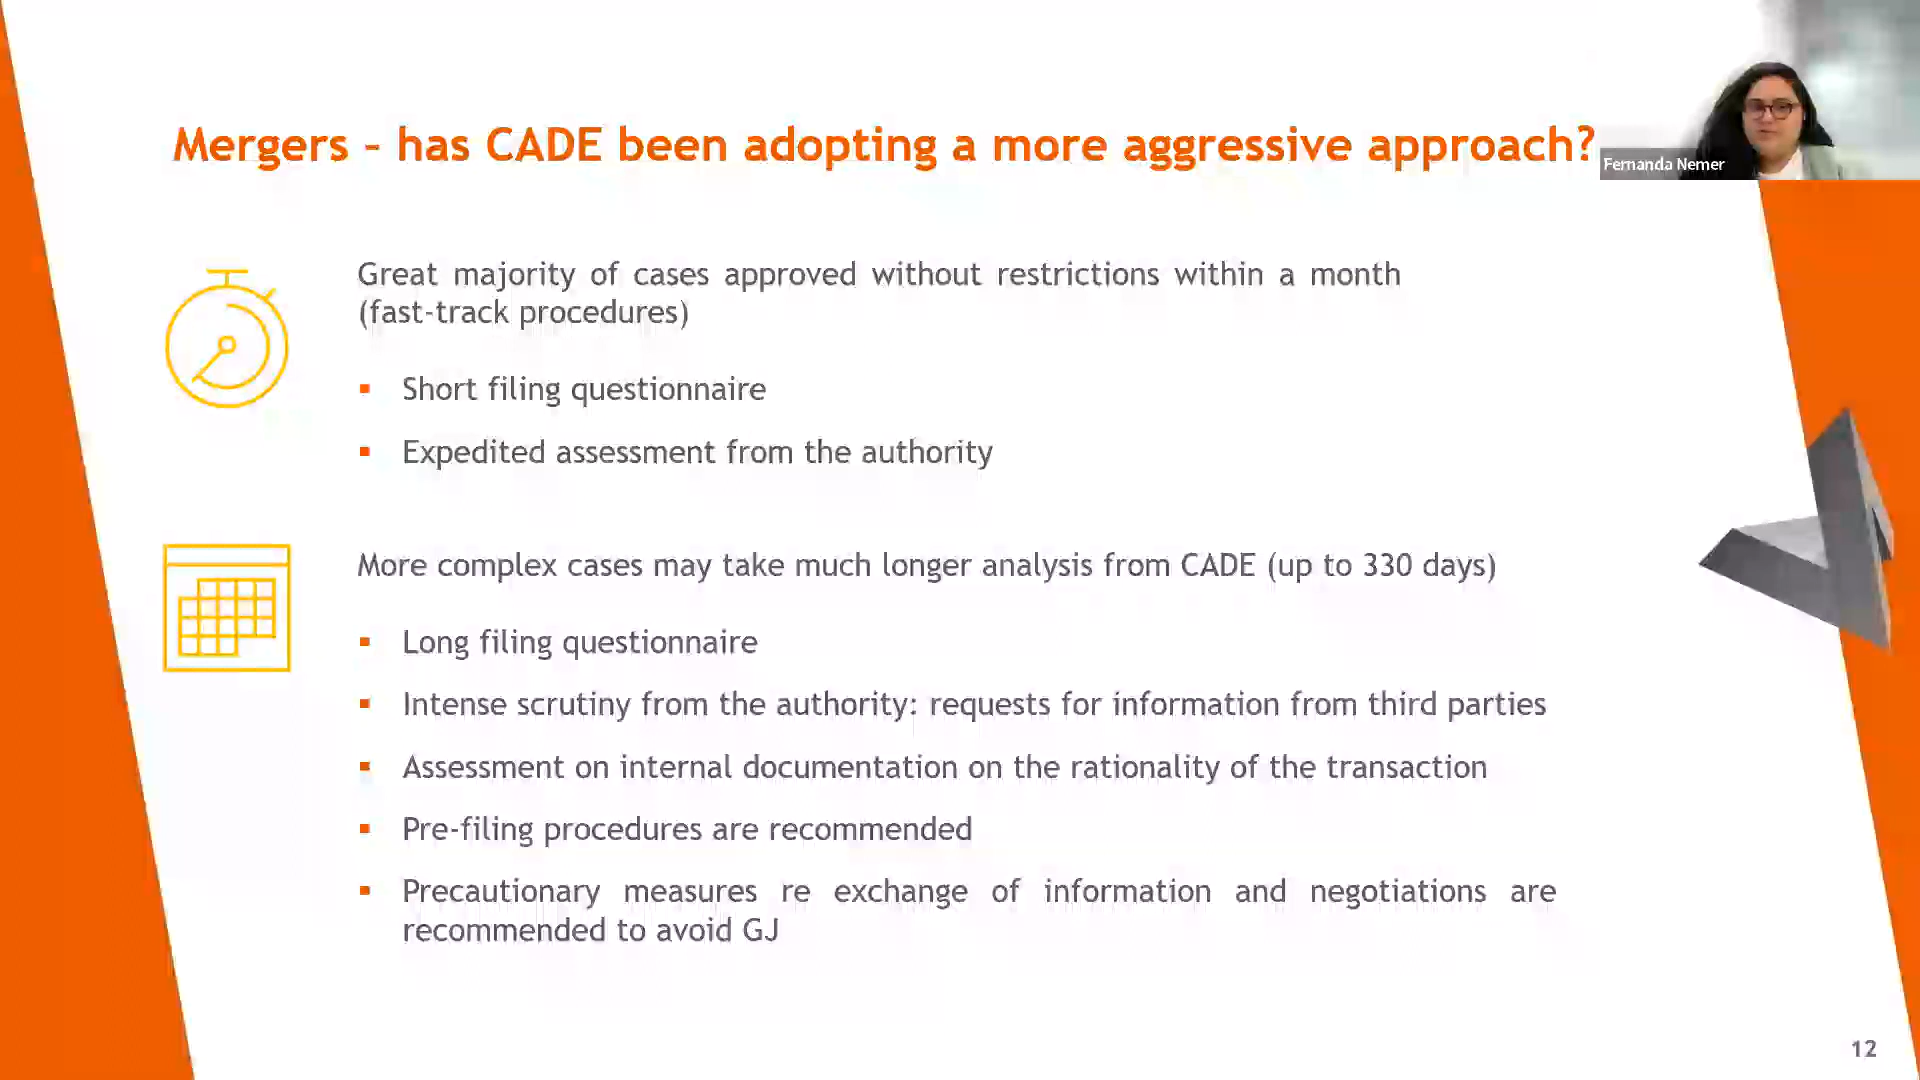 Mergers - has CADE been adopting a more aggressive approach?
Fernanda Nemer
Great majority of cases approved without restrictions within a month
(fast-track procedures)
Short filing questionnaire
Expedited assessment from the authority
More complex cases may take much longer analysis from CADE (up to 330 days)
Long filing questionnaire
Intense scrutiny from the authority: requests for information from third parties
Assessment on internal documentation on the rationality of the transaction
Pre-filing procedures are recommended
Precautionary measures re exchange of information and negotiations are
recommended to avoid GJ
12